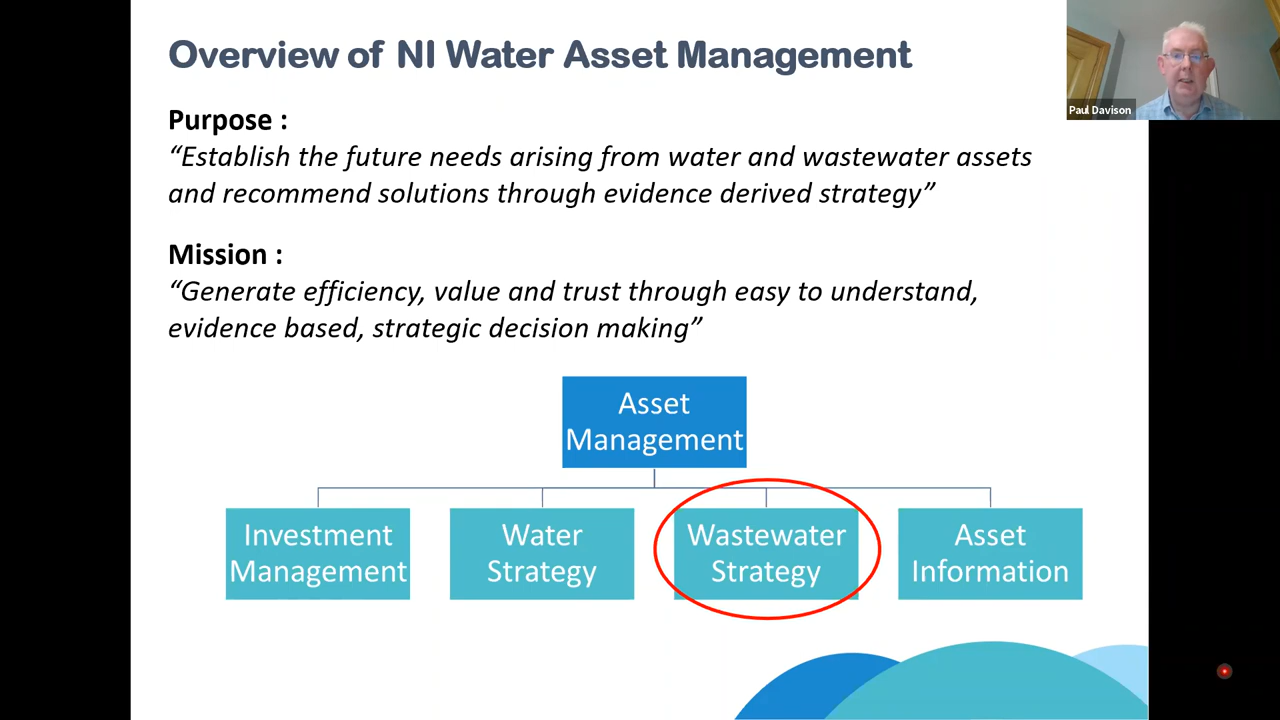 Overview of NI Water Asset Management
Paul Davison
Purpose :
“Establish the future needs arising from water and wastewater assets
and recommend solutions through evidence derived strategy”
Mission :
“Generate efficiency, value and trust through easy to understand,
evidence based, strategic decision making”
Asset
Management
Investment
Management
Water
Strategy
Wastewater
Strategy
Asset
Information